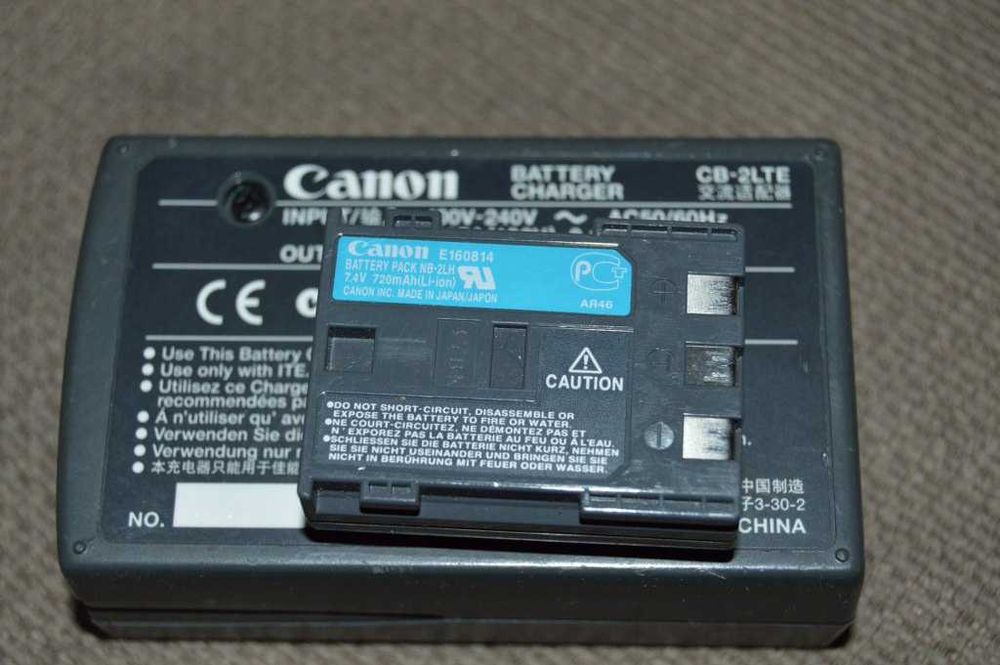 Canon
BATTERY
CHARGER
CB-2LTE
交流适配器
00V-240V ～ AC50/60Hz
CE
● Use This Battery
● Use only with ITE.
● Utilisez ce Charge
recommendées pa
● A n'utiliser qu' ave
● Verwenden Sie di
● Verwendung nur
● 本充电器只能用于佳能
NO.
中国制造
3-30-2
CHINA
Canon E160814
BATTERY PACK NB-2LH
7.4V 720mAh(Li-ion)
CANON INC. MADE IN JAPAN/JAPON
AR46
+
−
CAUTION
●DO NOT SHORT-CIRCUIT, DISASSEMBLE OR
EXPOSE THE BATTERY TO FIRE OR WATER.
●NE COURT-CIRCUITEZ, NE DÉMONTEZ PAS ET
N'EXPOREZ PAS LA BATTERIE AU FEU OU À L'EAU.
●SCHLIESSEN SIE DIE BATTERIE NICHT KURZ, NEHMEN
SIE SIE NICHT USEINANDER UND BRINGEN SIE SIE
NICHT IN BERÜHRUNG MIT FEUER ODER WASSER.